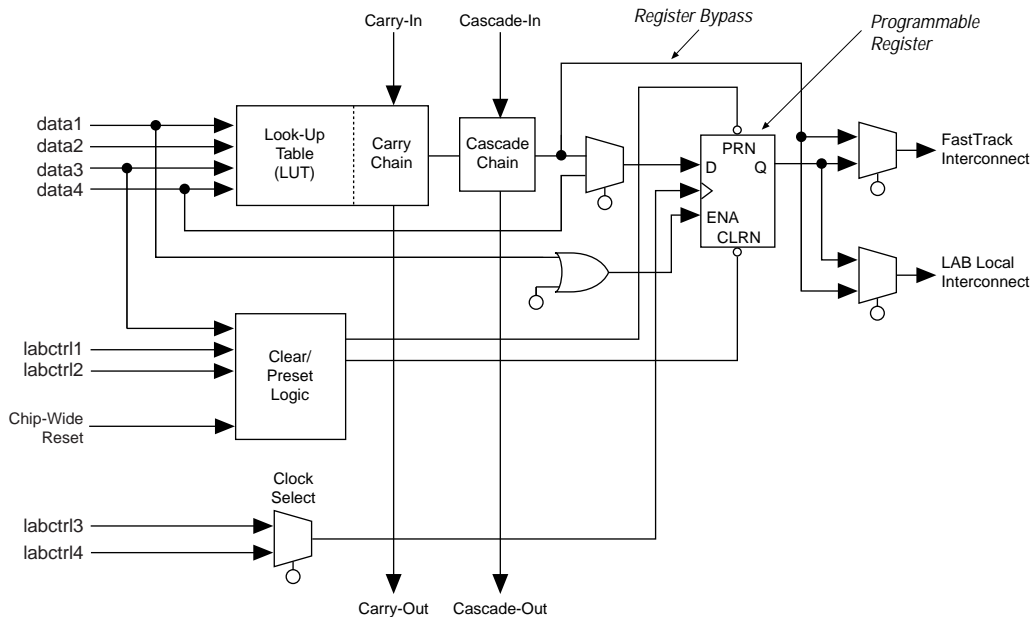 Carry-In
Cascade-In
Register Bypass
Programmable
Register
data1
data2
data3
data4
Look-Up
Table
(LUT)
Carry
Chain
Cascade
Chain
PRN
D
Q
ENA
CLRN
FastTrack
Interconnect
LAB Local
Interconnect
labctrl1
labctrl2
Clear/
Preset
Logic
Chip-Wide
Reset
Clock
Select
labctrl3
labctrl4
Carry-Out
Cascade-Out